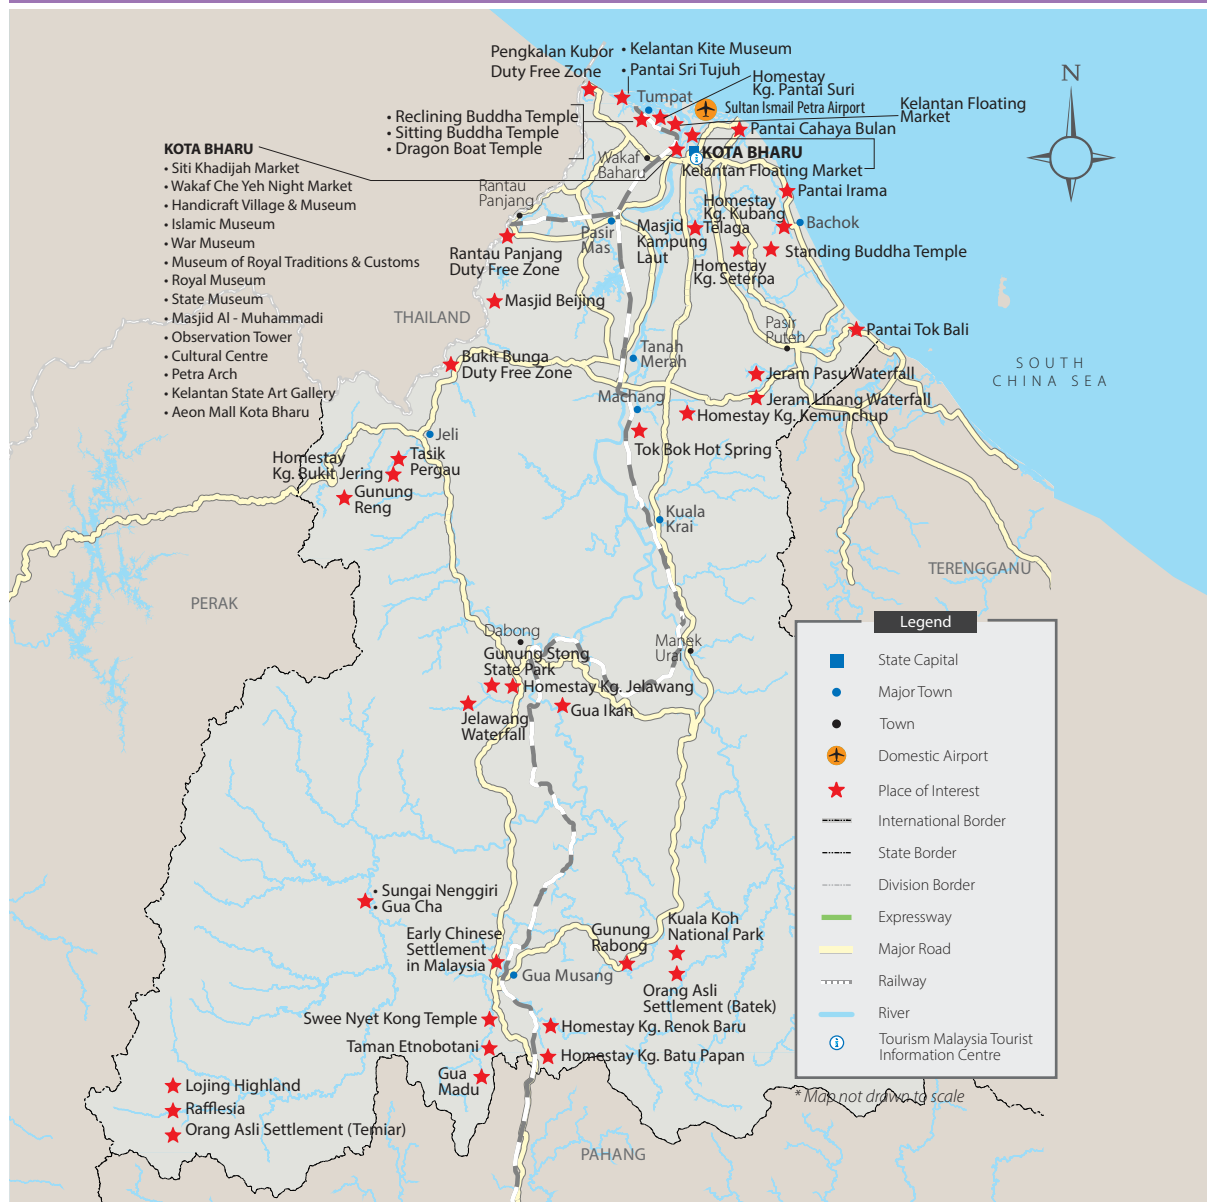 Pengkalan Kubor
Duty Free Zone
• Kelantan Kite Museum
• Pantai Sri Tujuh
Homestay
Kg. Pantai Suri
Tumpat
Sultan Ismail Petra Airport
Kelantan Floating
Market
• Reclining Buddha Temple
• Sitting Buddha Temple
• Dragon Boat Temple
Pantai Cahaya Bulan
Wakaf
Baharu
KOTA BHARU
Kelantan Floating Market
KOTA BHARU
• Siti Khadijah Market
• Wakaf Che Yeh Night Market
• Handicraft Village & Museum
• Islamic Museum
• War Museum
• Museum of Royal Traditions & Customs
• Royal Museum
• State Museum
• Masjid Al - Muhammadi
• Observation Tower
• Cultural Centre
• Petra Arch
• Kelantan State Art Gallery
• Aeon Mall Kota Bharu
Rantau
Panjang
Pantai Irama
Homestay
Kg. Kubang
Telaga
Bachok
Pasir
Mas
Masjid
Kampung
Laut
Rantau Panjang
Duty Free Zone
Standing Buddha Temple
Homestay
Kg. Seterpa
Masjid Beijing
THAILAND
Pasir
Puteh
Pantai Tok Bali
Tanah
Merah
Bukit Bunga
Duty Free Zone
SOUTH
CHINA SEA
Jeram Pasu Waterfall
Jeram Linang Waterfall
Machang
Homestay Kg. Kemunchup
Tok Bok Hot Spring
Jeli
Homestay
Kg. Bukit Jering
Tasik
Pergau
Gunung
Reng
Kuala
Krai
TERENGGANU
PERAK
Dabong
Gunung Stong
State Park
Manek
Urai
Homestay Kg. Jelawang
Jelawang
Waterfall
Gua Ikan
Legend
State Capital
Major Town
Town
Domestic Airport
Place of Interest
International Border
State Border
Division Border
Expressway
Major Road
Railway
River
Tourism Malaysia Tourist
Information Centre
• Sungai Nenggiri
• Gua Cha
Early Chinese
Settlement
in Malaysia
Gunung
Rabong
Kuala Koh
National Park
Gua Musang
Orang Asli
Settlement (Batek)
Swee Nyet Kong Temple
Homestay Kg. Renok Baru
Taman Etnobotani
Homestay Kg. Batu Papan
Gua
Madu
Lojing Highland
Rafflesia
Orang Asli Settlement (Temiar)
* Map not drawn to scale
PAHANG
N